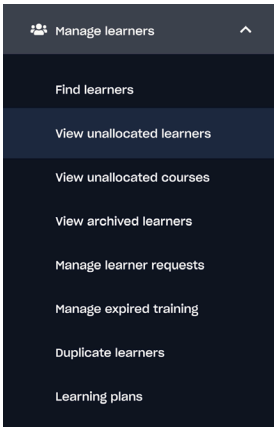 Manage learners
Find learners
View unallocated learners
View unallocated courses
View archived learners
Manage learner requests
Manage expired training
Duplicate learners
Learning plans